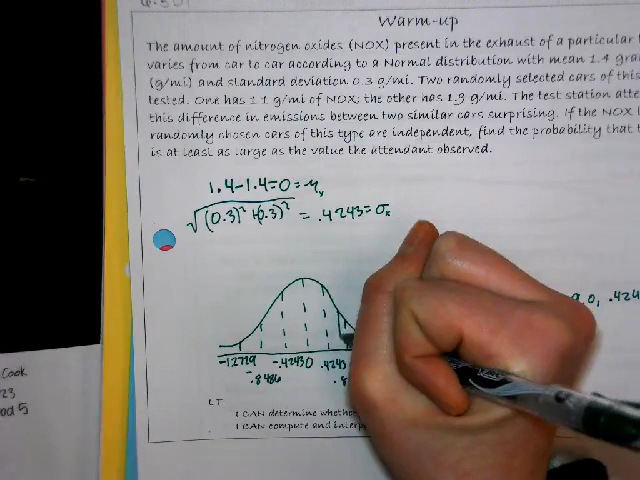 Warm-up
The amount of nitrogen oxides (NOX) present in the exhaust of a particular
varies from car to car according to a Normal distribution with mean 1.4 gra
(g/mi) and standard deviation 0.3 g/mi. Two randomly selected cars of this
tested. One has 1.1 g/mi of NOX; the other has 1.9 g/mi. The test station atte
this difference in emissions between two similar cars surprising. If the NOX l
randomly chosen cars of this type are independent, find the probability that
is at least as large as the value the attendant observed.
1.4-1.4=0=
√(0.3)²+(0.3)² = .4243=σₓ
0, .424
-1.2729 -.4243 0 .4243
-.8486 .8
Cook
23
od 5
LT
I CAN determine whether
I CAN compute and interp